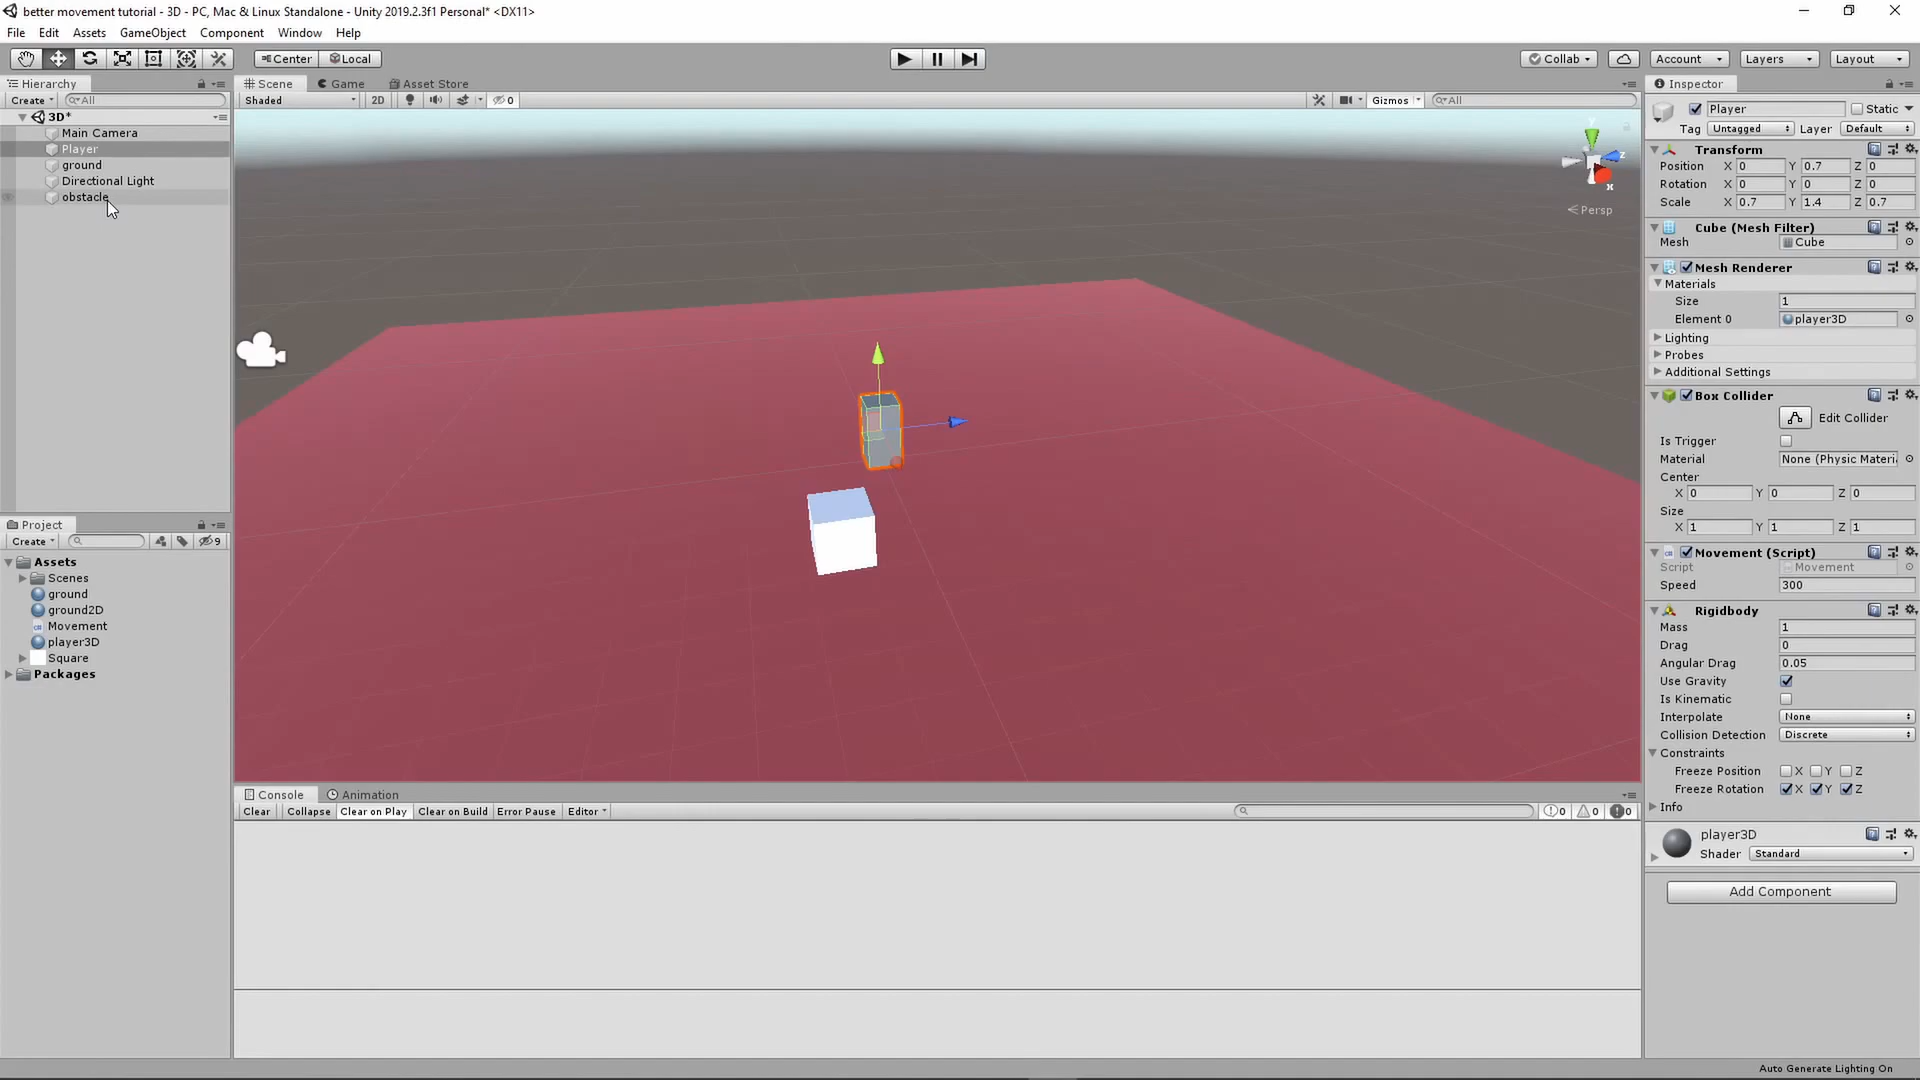 better movement tutorial - 3D - PC, Mac & Linux Standalone - Unity 2019.2.3f1 Personal* <DX11>
File Edit Assets GameObject Component Window Help
Center Local Collab Account Layers Layout
Hierarchy
Create All
3D*
Main Camera
Player
ground
Directional Light
obstacle
Scene Game Asset Store
Shaded 2D 0 Gizmos All
y
z
x
Persp
Project
Create 9
Assets
Scenes
ground
ground2D
Movement
player3D
Square
Packages
Console Animation
Clear Collapse Clear on Play Clear on Build Error Pause Editor 0 0 0
Inspector
Player Static
Tag Untagged Layer Default
Transform
Position X 0 Y 0.7 Z 0
Rotation X 0 Y 0 Z 0
Scale X 0.7 Y 1.4 Z 0.7
Cube (Mesh Filter)
Mesh Cube
Mesh Renderer
Materials
Size 1
Element 0 player3D
Lighting
Probes
Additional Settings
Box Collider
Edit Collider
Is Trigger
Material None (Physic Materi
Center
X 0 Y 0 Z 0
Size
X 1 Y 1 Z 1
Movement (Script)
Script Movement
Speed 300
Rigidbody
Mass 1
Drag 0
Angular Drag 0.05
Use Gravity
Is Kinematic
Interpolate None
Collision Detection Discrete
Constraints
Freeze Position X Y Z
Freeze Rotation X Y Z
Info
player3D
Shader Standard
Add Component
Auto Generate Lighting On